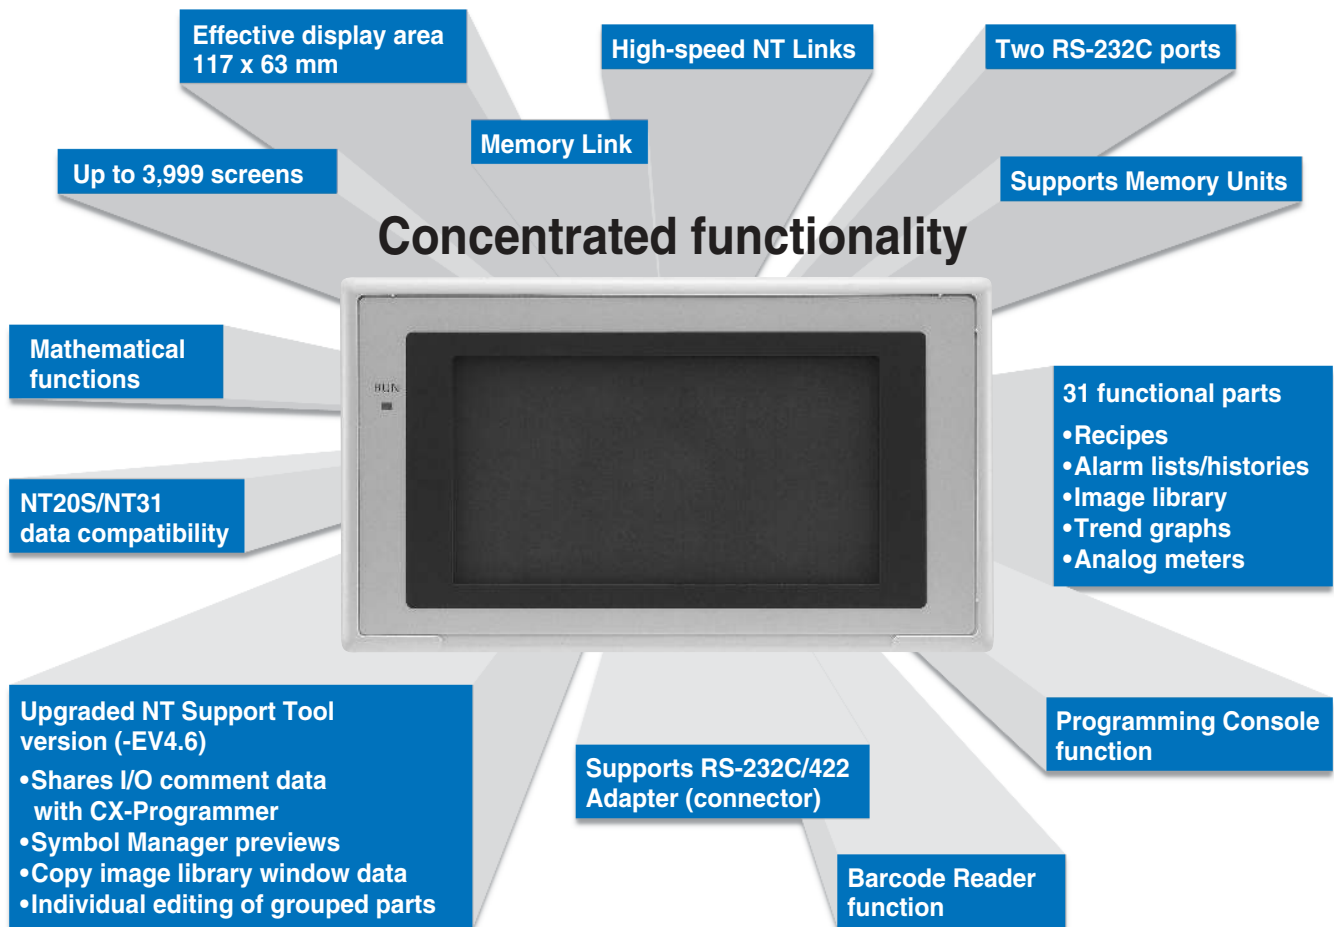 Effective display area
117 x 63 mm
High-speed NT Links
Two RS-232C ports
Memory Link
Up to 3,999 screens
Supports Memory Units
Concentrated functionality
Mathematical
functions
RUN
31 functional parts
•Recipes
•Alarm lists/histories
•Image library
•Trend graphs
•Analog meters
NT20S/NT31
data compatibility
Upgraded NT Support Tool
version (-EV4.6)
•Shares I/O comment data
with CX-Programmer
•Symbol Manager previews
•Copy image library window data
•Individual editing of grouped parts
Supports RS-232C/422
Adapter (connector)
Programming Console
function
Barcode Reader
function